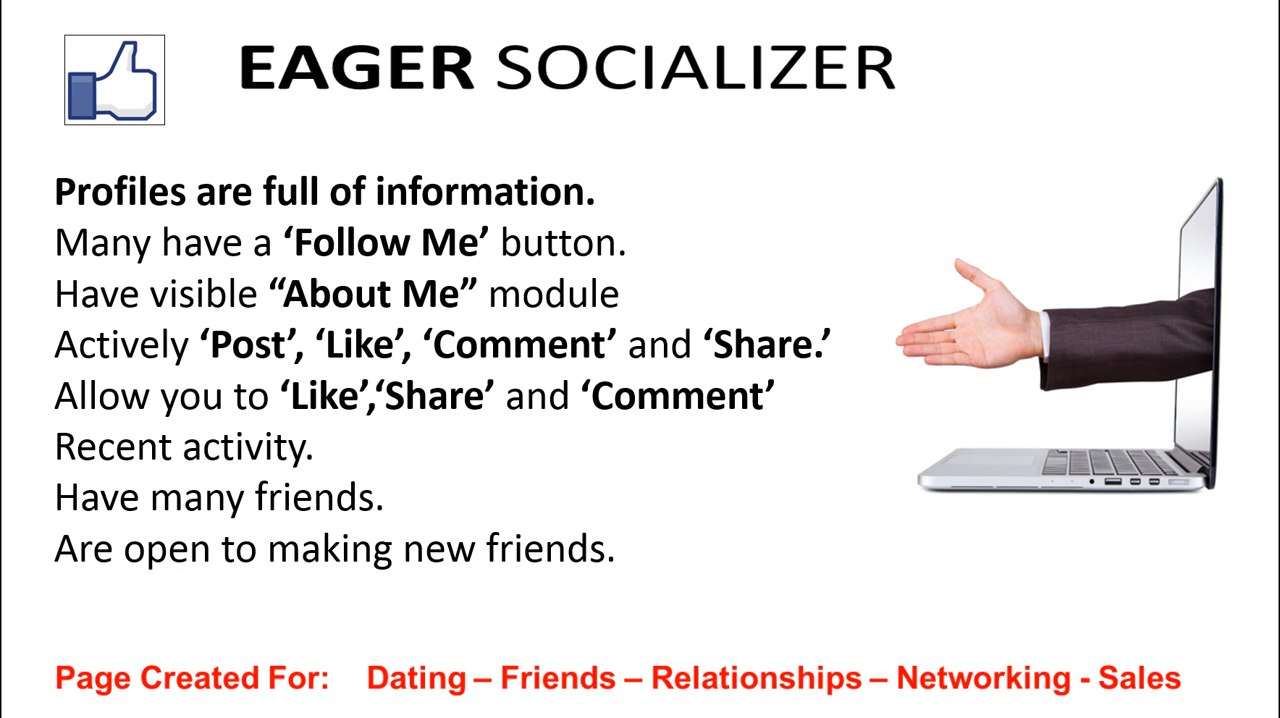 EAGER SOCIALIZER
Profiles are full of information.
Many have a ‘Follow Me’ button.
Have visible “About Me” module
Actively ‘Post’, ‘Like’, ‘Comment’ and ‘Share.’
Allow you to ‘Like’,‘Share’ and ‘Comment’
Recent activity.
Have many friends.
Are open to making new friends.
Page Created For: Dating – Friends – Relationships – Networking - Sales